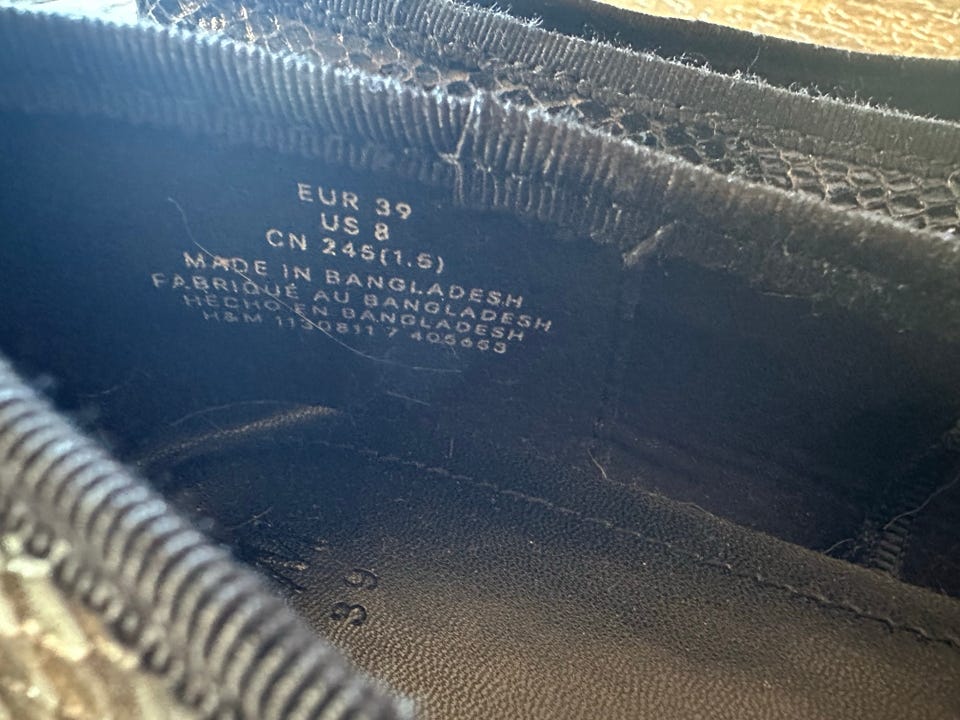 EUR 39
US 8
CN 245(1.5)
MADE IN BANGLADESH
FABRIQUÉ AU BANGLADESH
HECHO EN BANGLADESH
H&M 1130811 7 405653